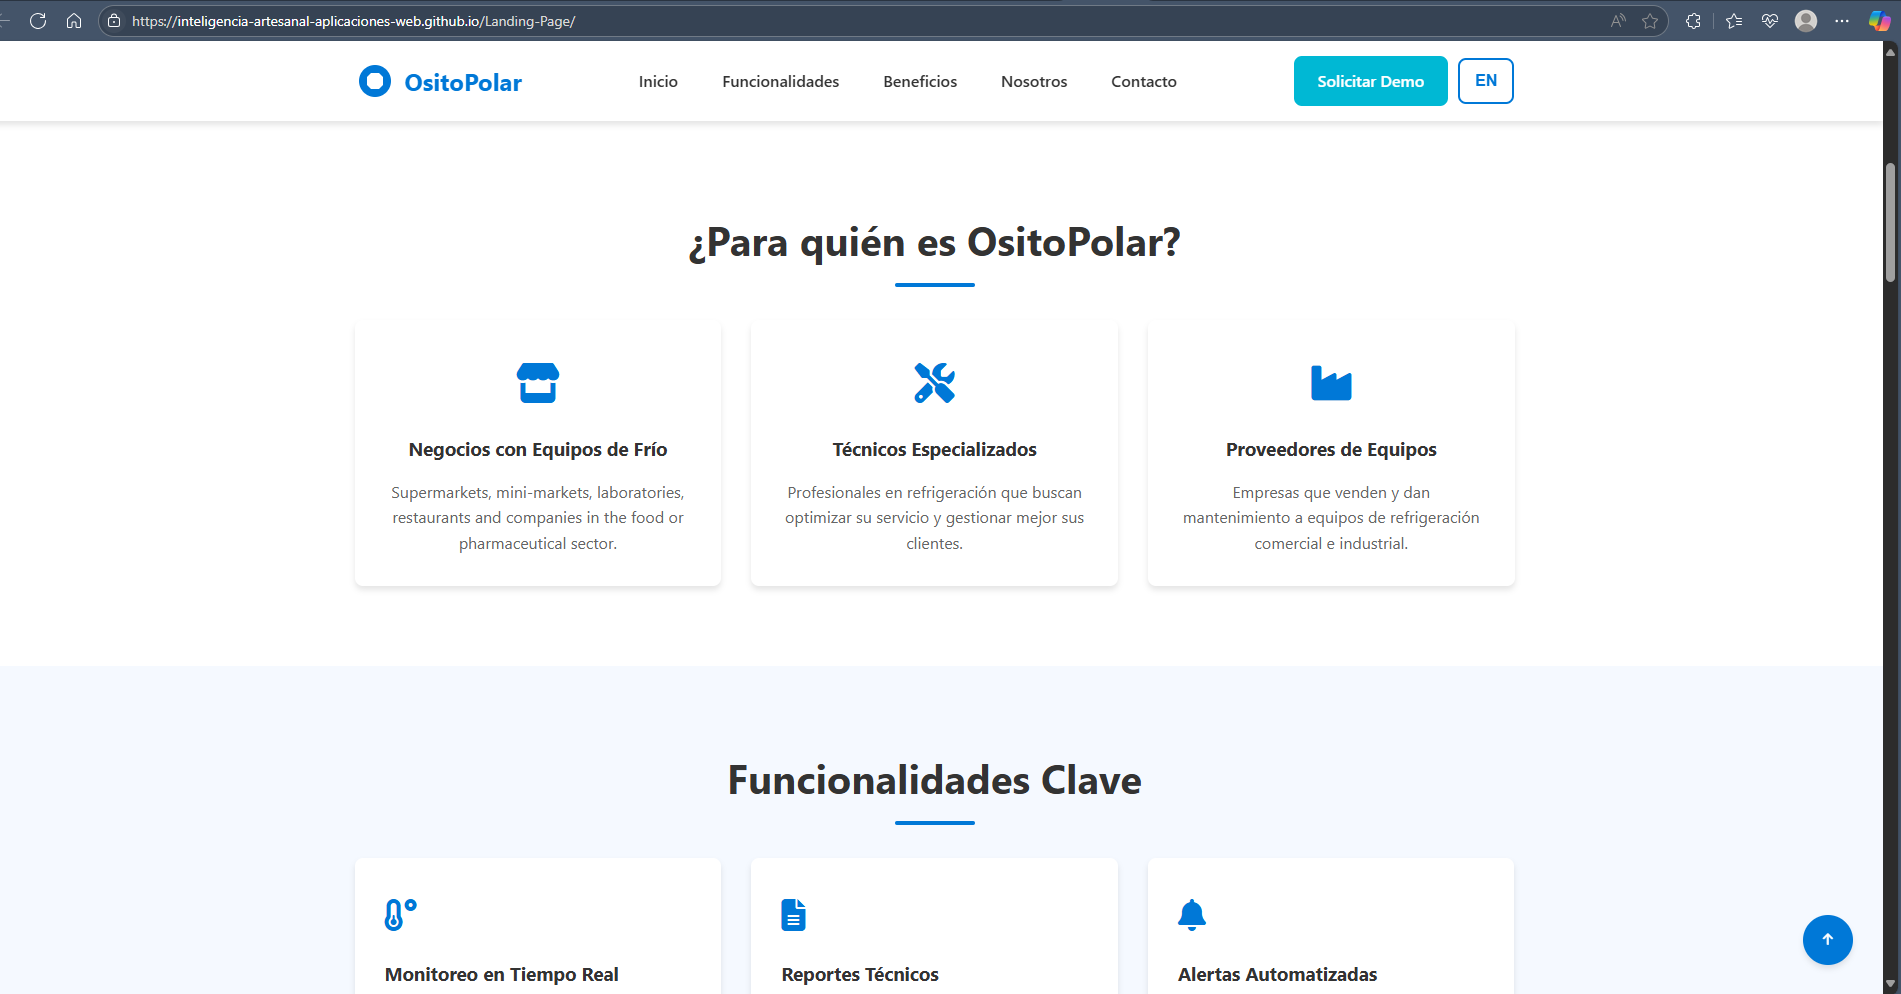 https://inteligencia-artesanal-aplicaciones-web.github.io/Landing-Page/
OsitoPolar
Inicio
Funcionalidades
Beneficios
Nosotros
Contacto
Solicitar Demo
EN
¿Para quién es OsitoPolar?
Negocios con Equipos de Frío
Supermarkets, mini-markets, laboratories,
restaurants and companies in the food or
pharmaceutical sector.
Técnicos Especializados
Profesionales en refrigeración que buscan
optimizar su servicio y gestionar mejor sus
clientes.
Proveedores de Equipos
Empresas que venden y dan
mantenimiento a equipos de refrigeración
comercial e industrial.
Funcionalidades Clave
Monitoreo en Tiempo Real
Reportes Técnicos
Alertas Automatizadas